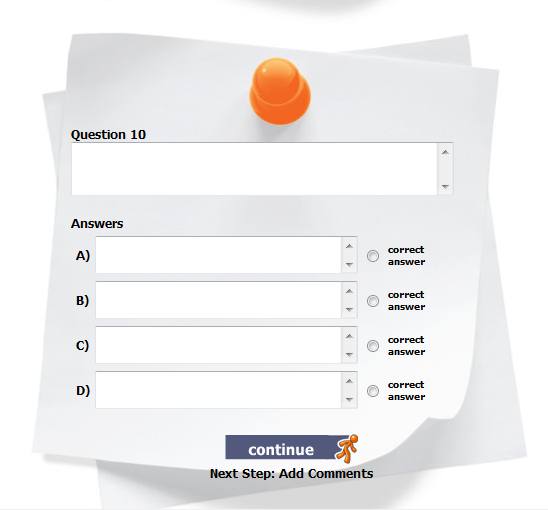 Question 10
Answers
A)
correct
answer
B)
correct
answer
C)
correct
answer
D)
correct
answer
continue
Next Step: Add Comments